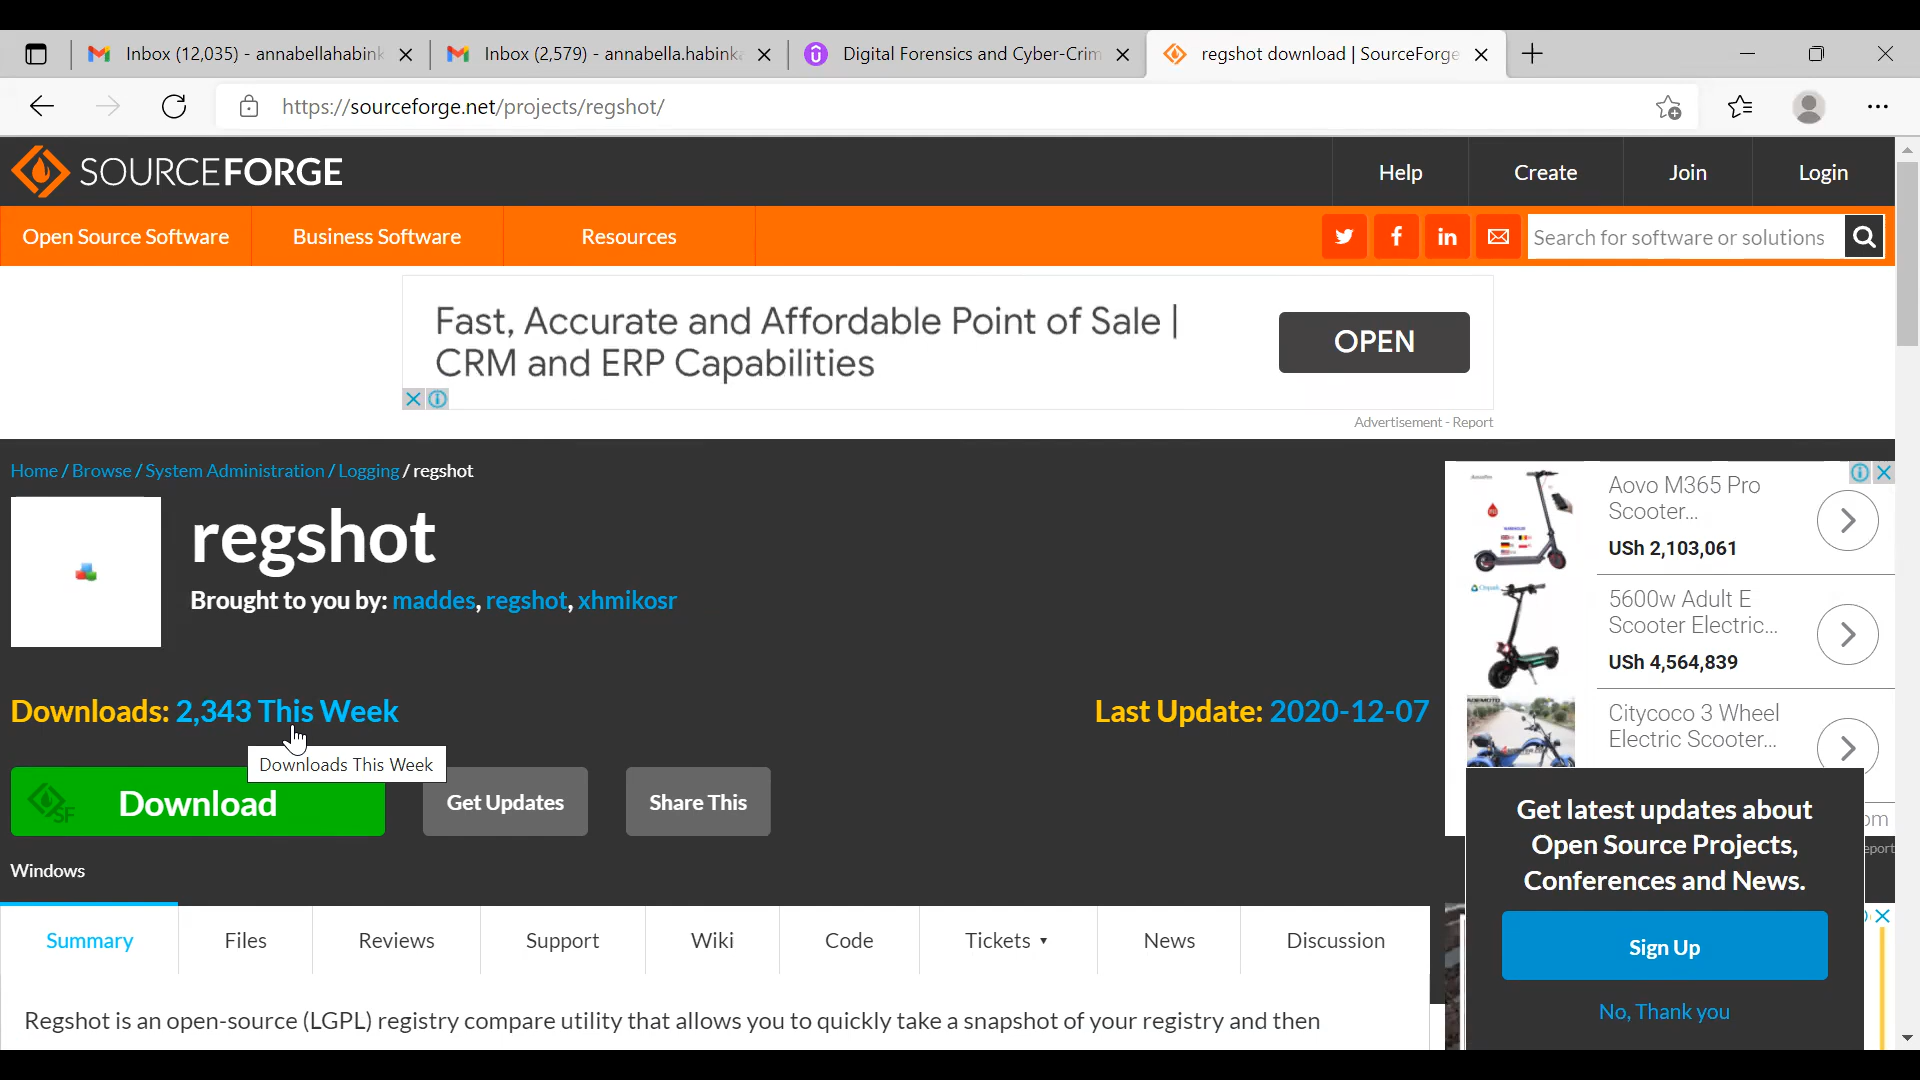 Inbox (12,035) - annabellahabink
Inbox (2,579) - annabella.habinka
Digital Forensics and Cyber-Crim
regshot download | SourceForge
https://sourceforge.net/projects/regshot/
SOURCEFORGE
Help
Create
Join
Login
Open Source Software
Business Software
Resources
Search for software or solutions
Fast, Accurate and Affordable Point of Sale |
CRM and ERP Capabilities
OPEN
Advertisement - Report
Home / Browse / System Administration / Logging / regshot
regshot
Brought to you by: maddes, regshot, xhmikosr
Downloads: 2,343 This Week
Last Update: 2020-12-07
Downloads This Week
Download
SF
Get Updates
Share This
Windows
Summary
Files
Reviews
Support
Wiki
Code
Tickets
News
Discussion
Regshot is an open-source (LGPL) registry compare utility that allows you to quickly take a snapshot of your registry and then
Aovo M365 Pro
Scooter...
USh 2,103,061
5600w Adult E
Scooter Electric...
USh 4,564,839
Citycoco 3 Wheel
Electric Scooter...
om
eport
Get latest updates about
Open Source Projects,
Conferences and News.
Sign Up
No, Thank you